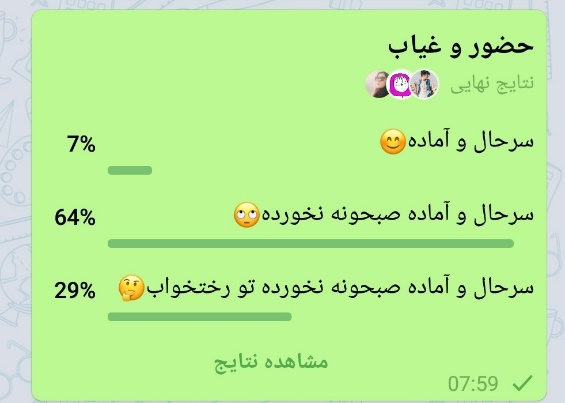 حضور و غیاب
نتایج نهایی
سرحال و آماده😊
7%
سرحال و آماده صبحونه نخورده🙄
64%
سرحال و آماده صبحونه نخورده تو رختخواب🤔
29%
مشاهده نتایج
07:59